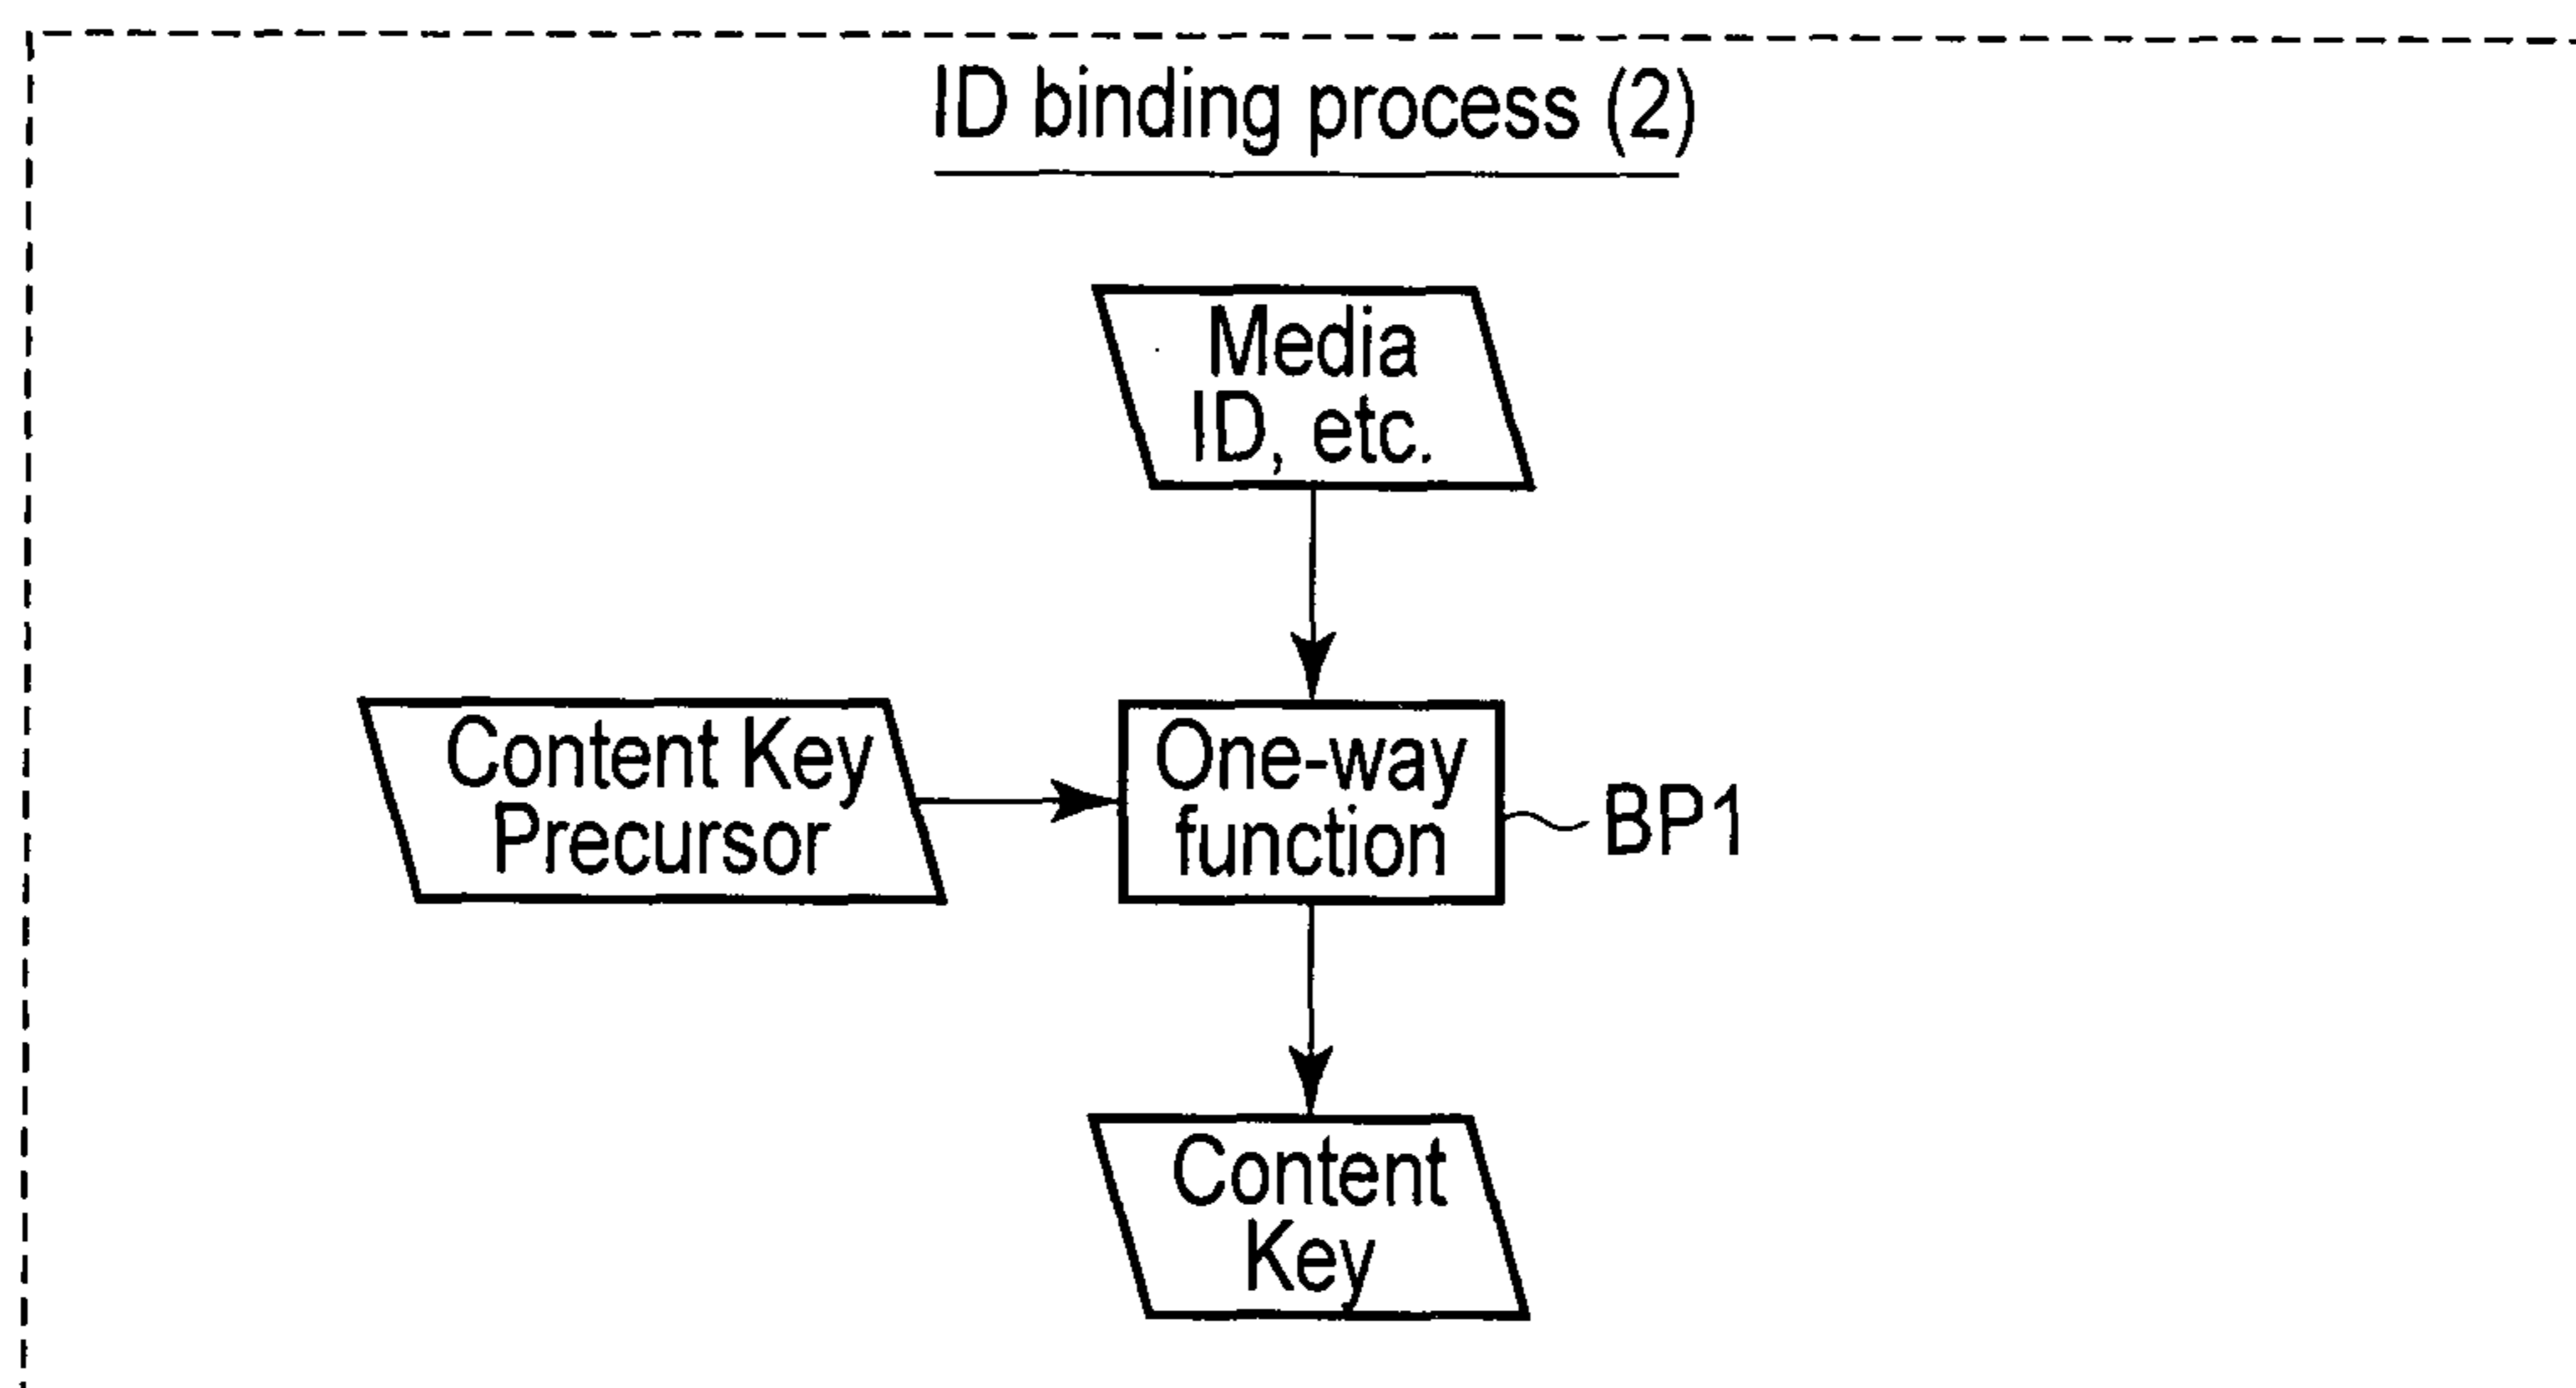 ID binding process (2)
Media
ID, etc.
Content Key
Precursor
One-way
function
BP1
Content
Key